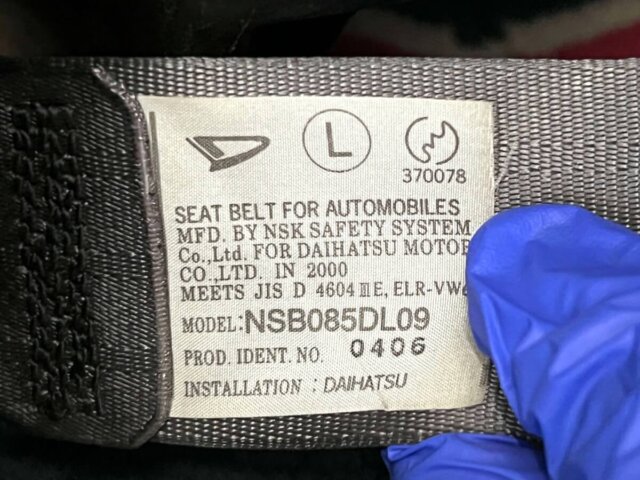 L
370078
SEAT BELT FOR AUTOMOBILES
MFD. BY NSK SAFETY SYSTEM
Co.,Ltd. FOR DAIHATSU MOTOR
CO.,LTD. IN 2000
MEETS JIS D 4604 ⅢE, ELR-VW
MODEL:NSB085DL09
PROD. IDENT. NO. 0406
INSTALLATION : DAIHATSU